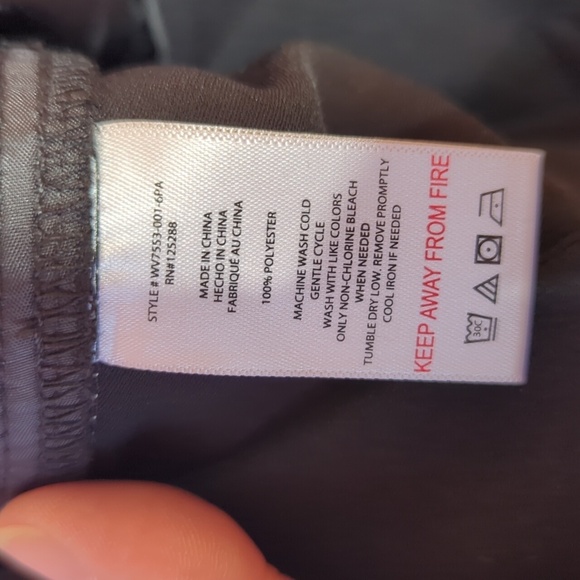 STYLE # WV7553-001-6PA
RN#125288
MADE IN CHINA
HECHO IN CHINA
FABRIQUÉ AU CHINA
100% POLYESTER
MACHINE WASH COLD
GENTLE CYCLE
WASH WITH LIKE COLORS
ONLY NON-CHLORINE BLEACH
WHEN NEEDED
TUMBLE DRY LOW. REMOVE PROMPTLY
COOL IRON IF NEEDED
KEEP AWAY FROM FIRE
30C